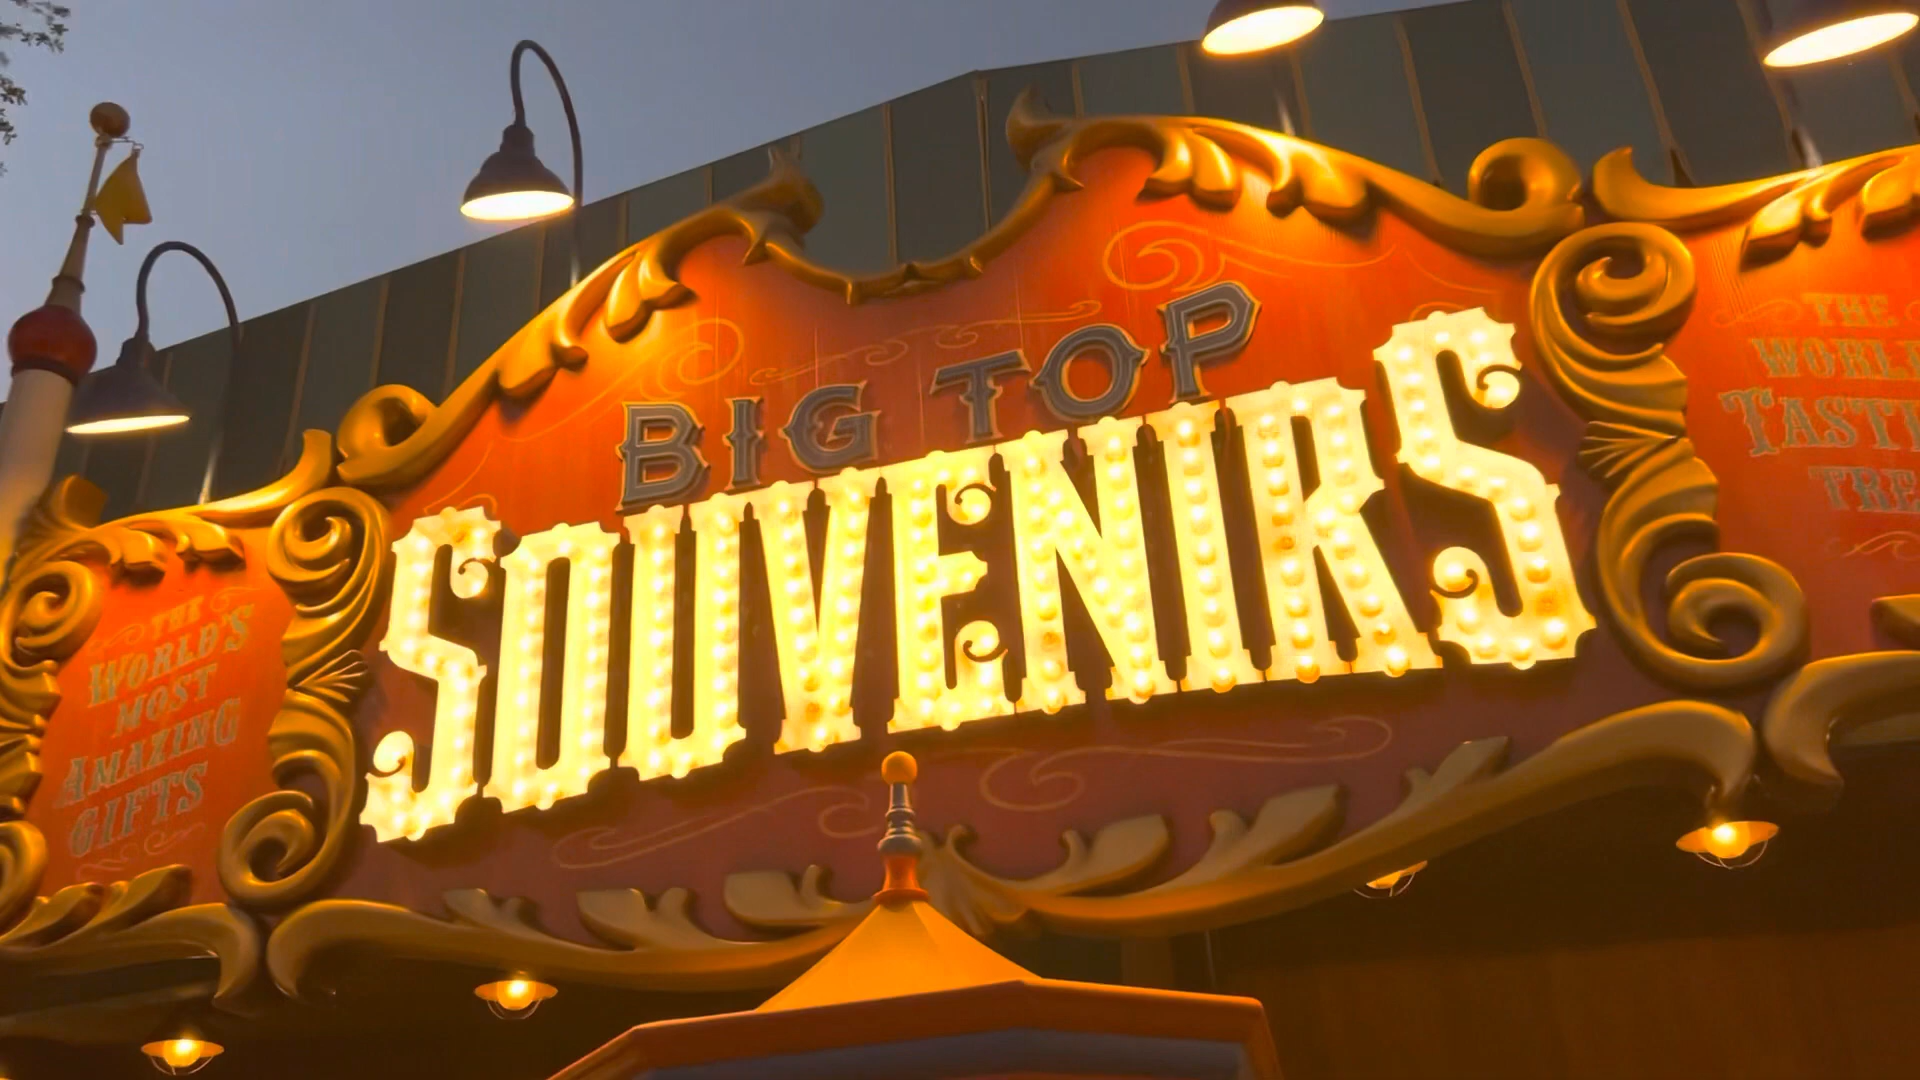 BIG TOP
SOUVENIRS
THE
WORLD'S
MOST
AMAZING
GIFTS
THE